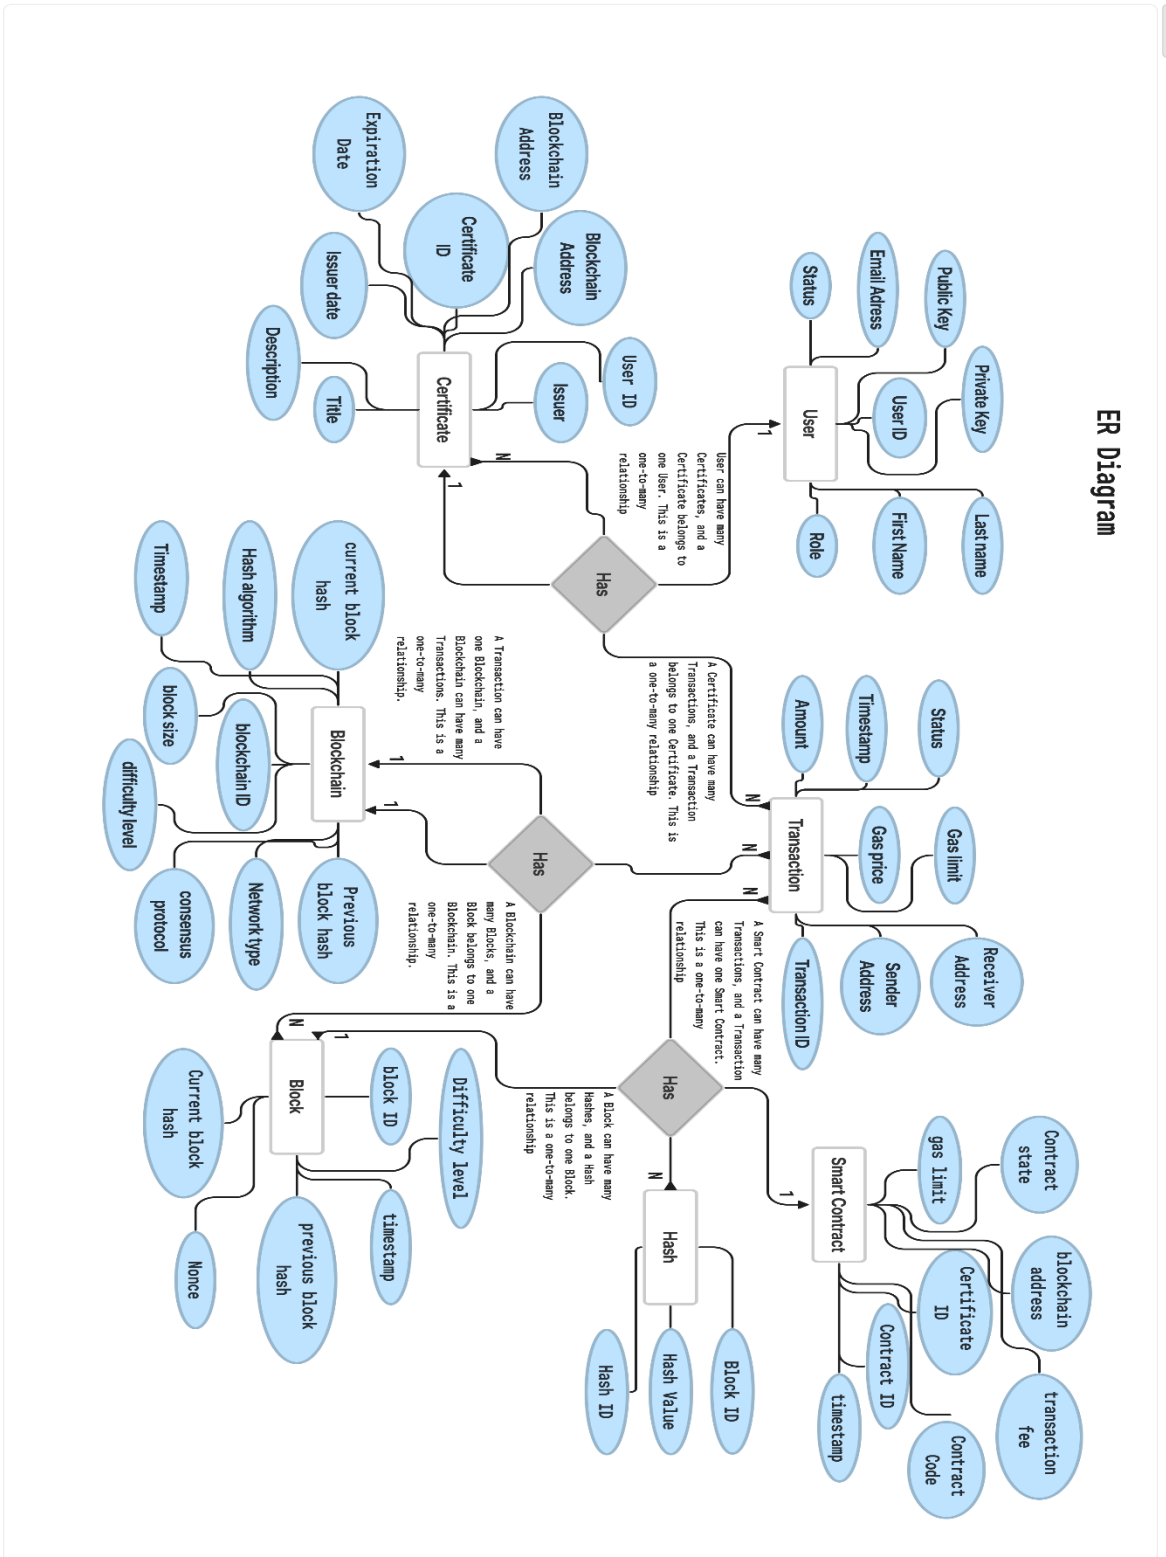 ER Diagram
Last name
First Name
Role
Private Key
User ID
Public Key
Email Adress
Status
User
1
User can have many
Certificates, and a
Certificate belongs to
one User. This is a
one-to-many
relationship
Has
N
1
Blockchain
Address
Blockchain
Address
Certificate
ID
Expiration
Date
Issuer date
Description
Title
User ID
Issuer
Certificate
A Certificate can have many
Transactions, and a Transaction
belongs to one Certificate. This is
a one-to-many relationship
Status
Timestamp
Amount
Gas limit
Gas price
Receiver
Address
Sender
Address
Transaction ID
Transaction
N
N
N
A Transaction can have
one Blockchain, and a
Blockchain can have many
Transactions. This is a
one-to-many
relationship.
Has
1
1
current block
hash
Hash algorithm
Timestamp
block size
blockchain ID
difficulty level
Blockchain
Previous
block hash
Network type
consensus
protocol
A Blockchain can have
many Blocks, and a
Block belongs to one
Blockchain. This is a
one-to-many
relationship.
A Smart Contract can have many
Transactions, and a Transaction
can have one Smart Contract.
This is a one-to-many
relationship
Has
1
Contract
state
gas limit
Smart Contract
blockchain
address
Certificate
ID
Contract ID
timestamp
transaction
fee
Contract
Code
A Block can have many
Hashes, and a Hash
belongs to one Block.
This is a one-to-many
relationship
N
Hash
Block ID
Hash Value
Hash ID
1
N
Block
block ID
Difficulty level
timestamp
previous block
hash
Current block
hash
Nonce